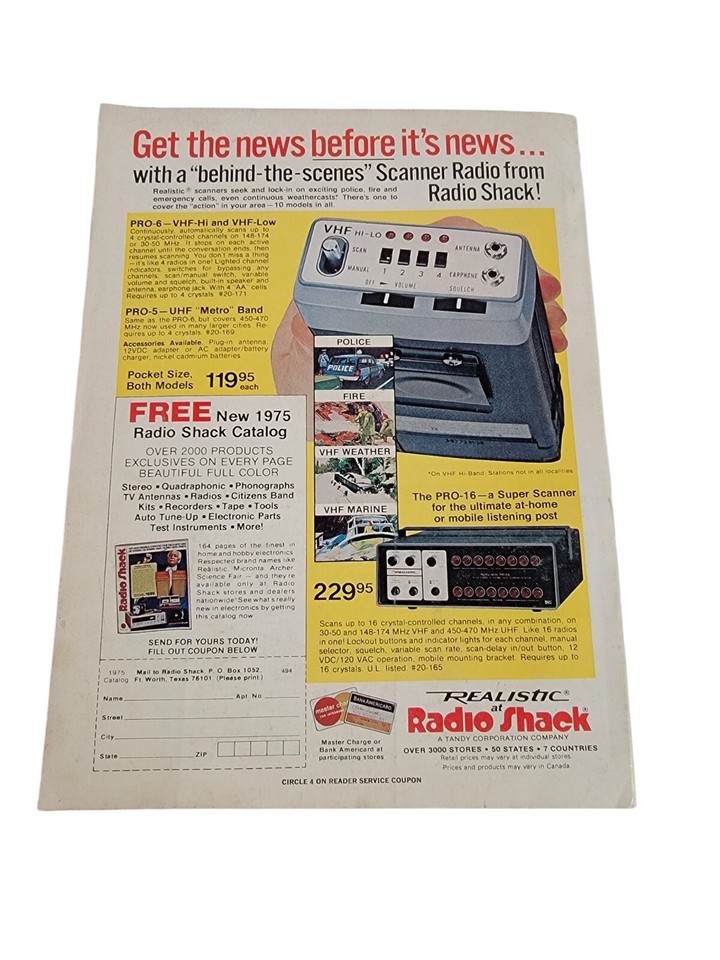 Get the news before it's news...
with a "behind-the-scenes" Scanner Radio from
Radio Shack!
Realistic® scanners seek and lock-in on exciting police, fire and
emergency calls, even continuous weathercasts* There's one to
cover the "action" in your area — 10 models in all.
PRO-6 — VHF-Hi and VHF-Low
Continuously, automatically scans up to
4 crystal-controlled channels on 148-174
or 30-50 MHz. It stops on each active
channel until the conversation ends, then
resumes scanning. You don't miss a thing
— it's like 4 radios in one! Lighted channel
indicators, switches for bypassing any
channels, scan/manual switch, variable
volume and squelch, built-in speaker and
antenna, earphone jack. With 4 "AA" cells
Requires up to 4 crystals. #20-171.
PRO-5 — UHF "Metro" Band
Same as the PRO-6, but covers 450-470
MHz now used in many larger cities. Re-
quires up to 4 crystals. #20-169.
Accessories Available. Plug-in antenna,
12VDC adapter or AC adapter/battery
charger, nickel cadmium batteries
Pocket Size,
Both Models 119 95 each
VHF HI-LO
SCAN
MANUAL
1 2 3 4
ANTENNA
EARPHONE
OFF VOLUME
SQUELCH
POLICE
POLICE
FIRE
VHF WEATHER
VHF MARINE
*On VHF Hi-Band. Stations not in all localities
FREE New 1975
Radio Shack Catalog
OVER 2000 PRODUCTS
EXCLUSIVES ON EVERY PAGE
BEAUTIFUL FULL COLOR
Stereo • Quadraphonic • Phonographs
TV Antennas • Radios • Citizens Band
Kits • Recorders • Tape • Tools
Auto Tune-Up • Electronic Parts
Test Instruments • More!
Radio Shack
164 pages of the finest in
home and hobby electronics.
Respected brand names like
Realistic, Micronta, Archer,
Science Fair — and they're
available only at Radio
Shack stores and dealers
nationwide! See what's really
new in electronics by getting
this catalog now
SEND FOR YOURS TODAY!
FILL OUT COUPON BELOW
1975 Catalog
Mail to Radio Shack, P. O. Box 1052, 494
Ft. Worth, Texas 76101 (Please print)
Name Apt. No.
Street
City
State ZIP
The PRO-16 — a Super Scanner
for the ultimate at-home
or mobile listening post
229 95
Scans up to 16 crystal-controlled channels, in any combination, on
30-50 and 148-174 MHz VHF and 450-470 MHz UHF. Like 16 radios
in one! Lockout buttons and indicator lights for each channel, manual
selector, squelch, variable scan rate, scan-delay in/out button, 12
VDC/120 VAC operation, mobile mounting bracket. Requires up to
16 crystals. U.L. listed #20-165
master charge
BANKAMERICARD
Master Charge or
Bank Americard at
participating stores
REALISTIC®
at
Radio Shack®
A TANDY CORPORATION COMPANY
OVER 3000 STORES • 50 STATES • 7 COUNTRIES
Retail prices may vary at individual stores.
Prices and products may vary in Canada.
CIRCLE 4 ON READER SERVICE COUPON